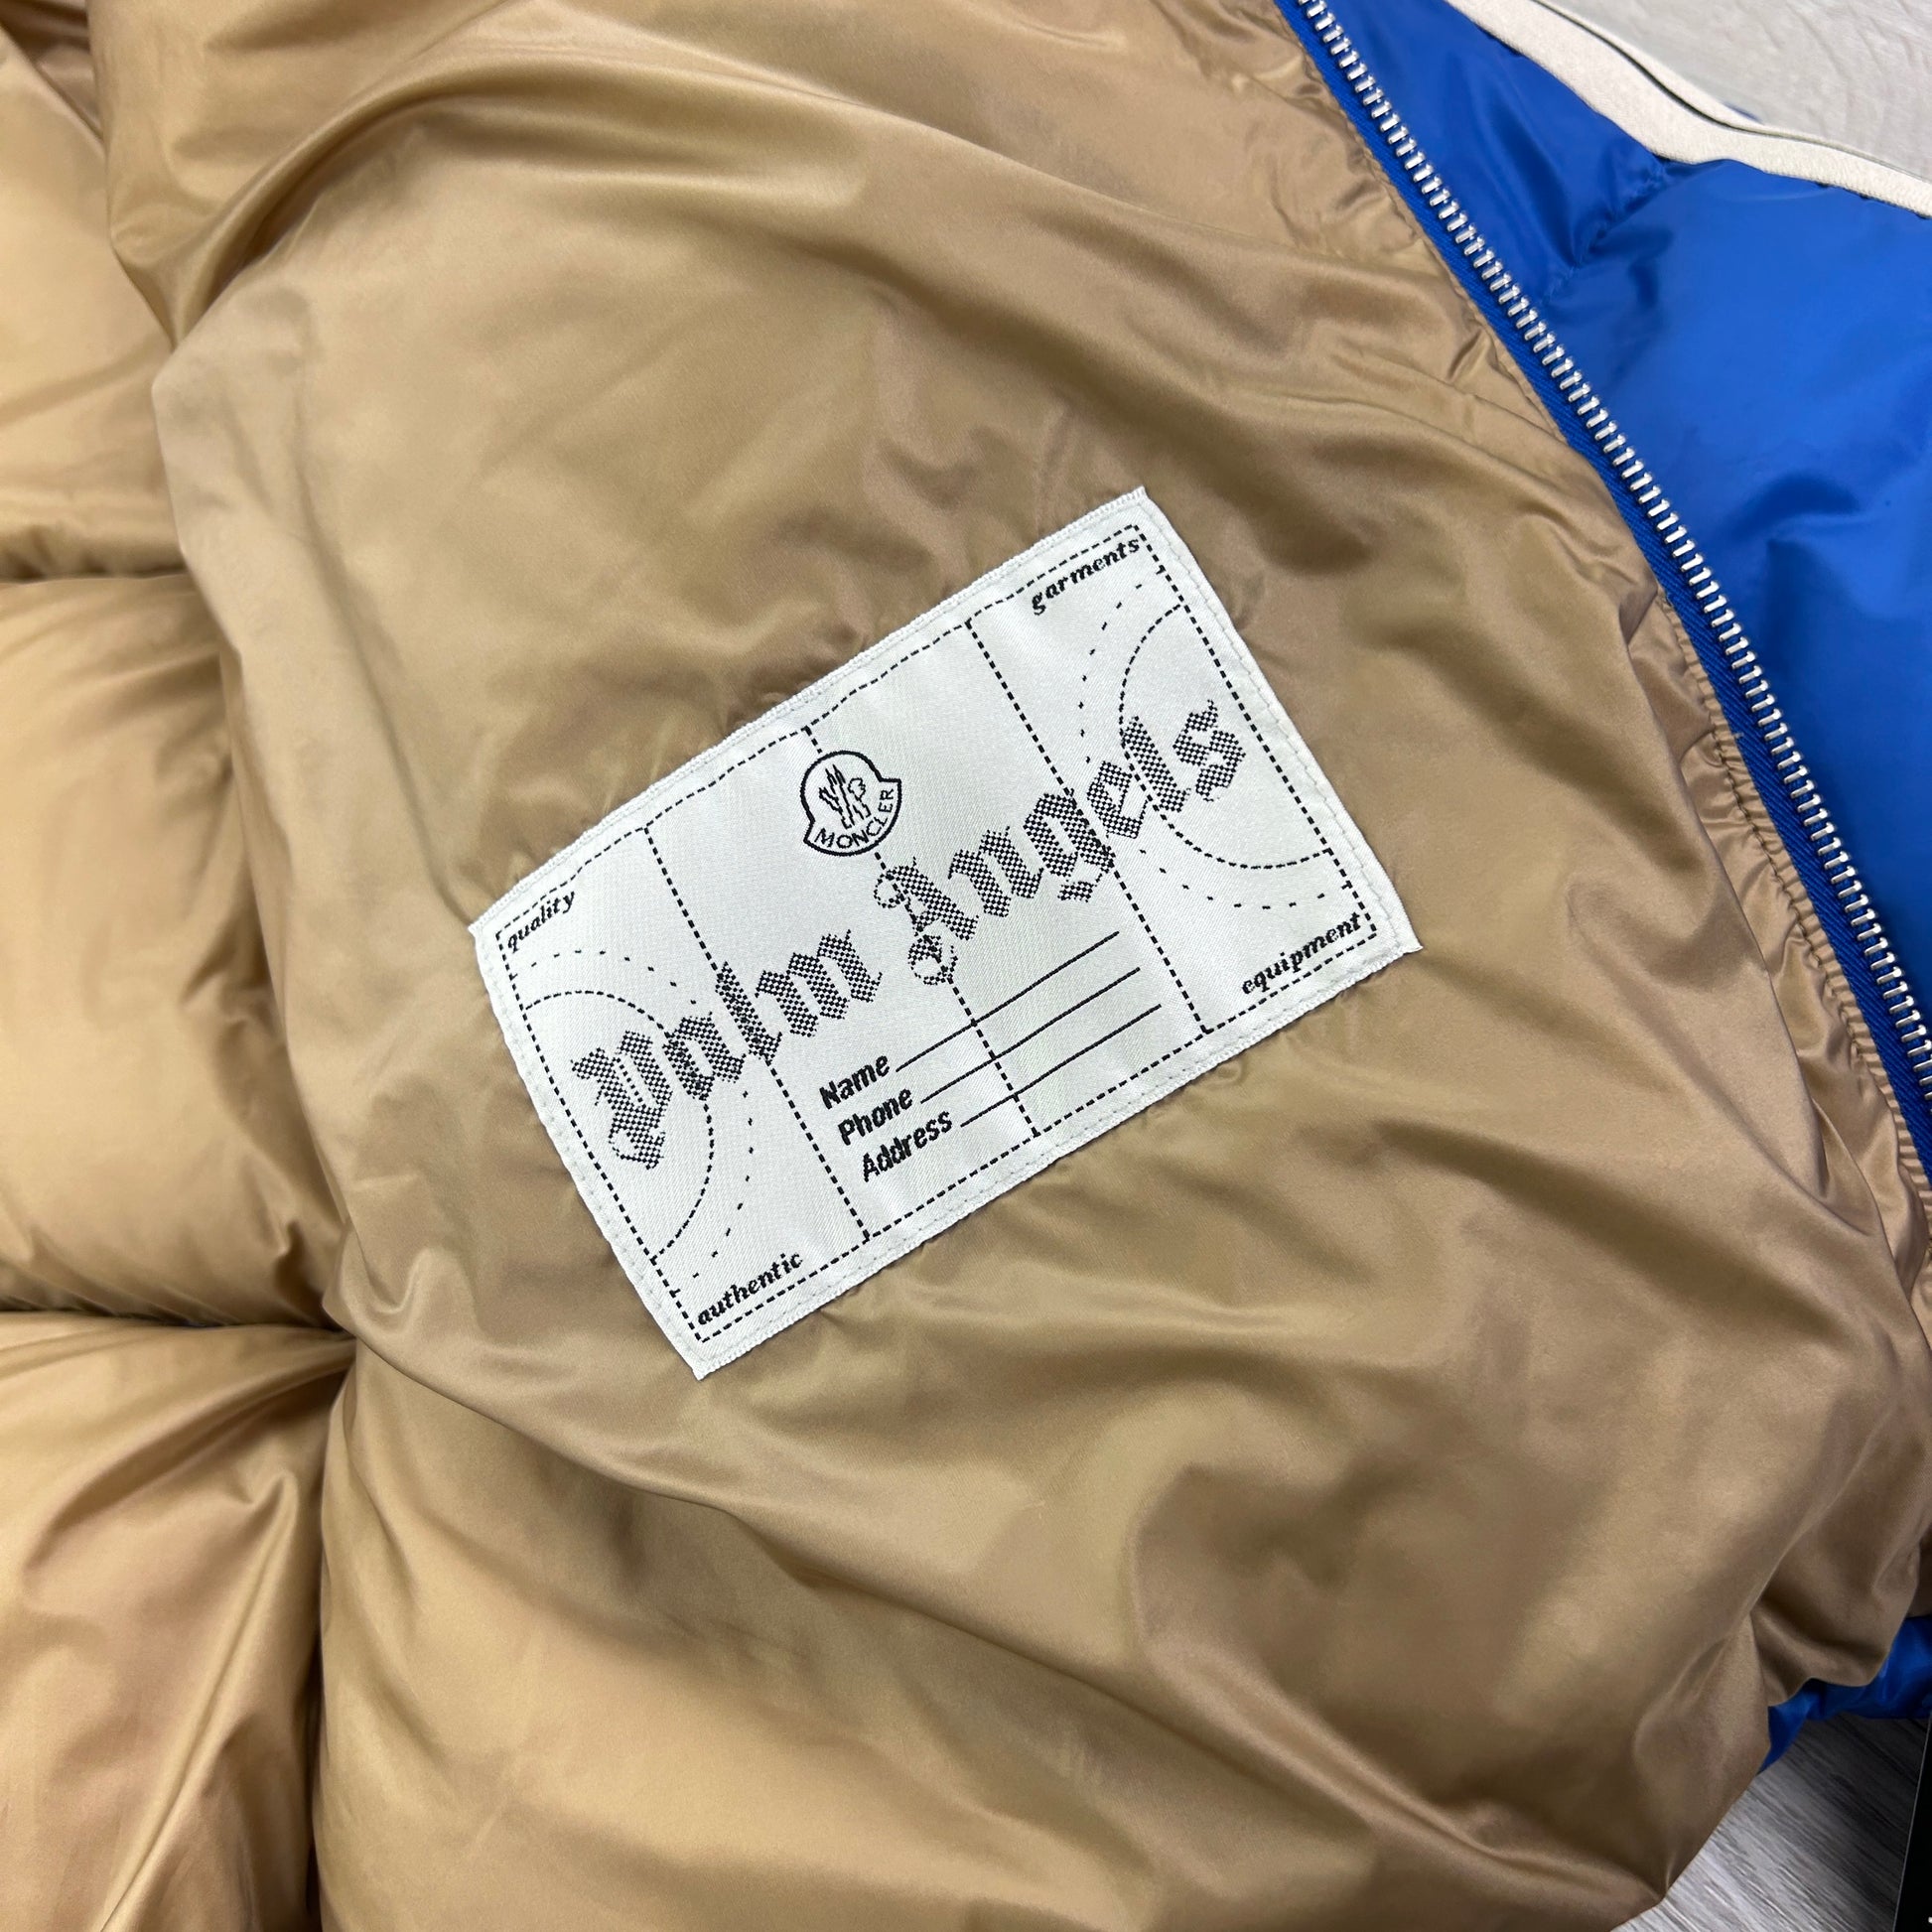 quality
garments
MONCLER
Palm Angels
Name
Phone
Address
authentic
equipment